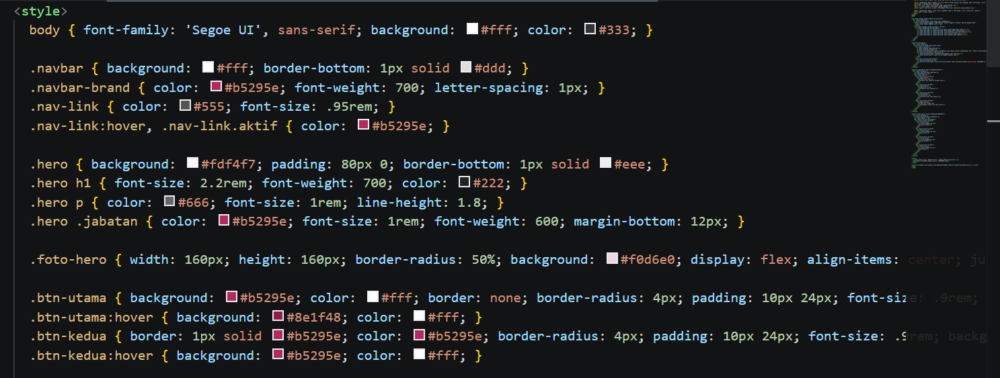 <style>
body { font-family: 'Segoe UI', sans-serif; background: #fff; color: #333; }
.navbar { background: #fff; border-bottom: 1px solid #ddd; }
.navbar-brand { color: #b5295e; font-weight: 700; letter-spacing: 1px; }
.nav-link { color: #555; font-size: .95rem; }
.nav-link:hover, .nav-link.aktif { color: #b5295e; }
.hero { background: #fdf4f7; padding: 80px 0; border-bottom: 1px solid #eee; }
.hero h1 { font-size: 2.2rem; font-weight: 700; color: #222; }
.hero p { color: #666; font-size: 1rem; line-height: 1.8; }
.hero .jabatan { color: #b5295e; font-size: 1rem; font-weight: 600; margin-bottom: 12px; }
.foto-hero { width: 160px; height: 160px; border-radius: 50%; background: #f0d6e0; display: flex; align-items: center; ju
.btn-utama { background: #b5295e; color: #fff; border: none; border-radius: 4px; padding: 10px 24px; font-size: .9rem;
.btn-utama:hover { background: #8e1f48; color: #fff; }
.btn-kedua { border: 1px solid #b5295e; color: #b5295e; border-radius: 4px; padding: 10px 24px; font-size: .9rem; backg
.btn-kedua:hover { background: #b5295e; color: #fff; }